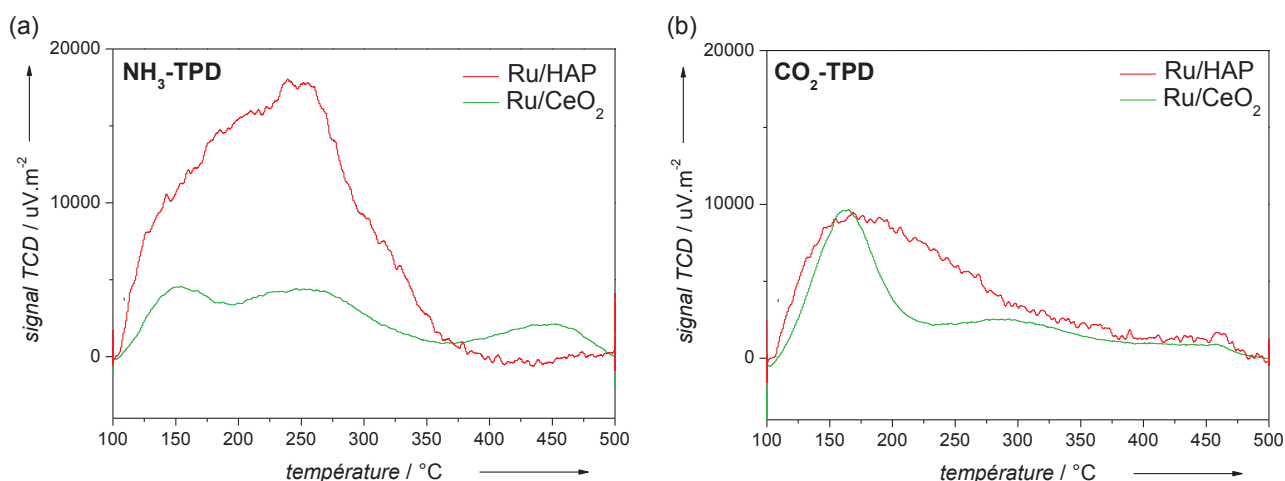 (a)
NH₃-TPD
Ru/HAP
Ru/CeO₂
20000
10000
0
signal TCD / uV.m⁻²
100 150 200 250 300 350 400 450 500
température / °C
(b)
CO₂-TPD
Ru/HAP
Ru/CeO₂
20000
10000
0
signal TCD / uV.m⁻²
100 150 200 250 300 350 400 450 500
température / °C